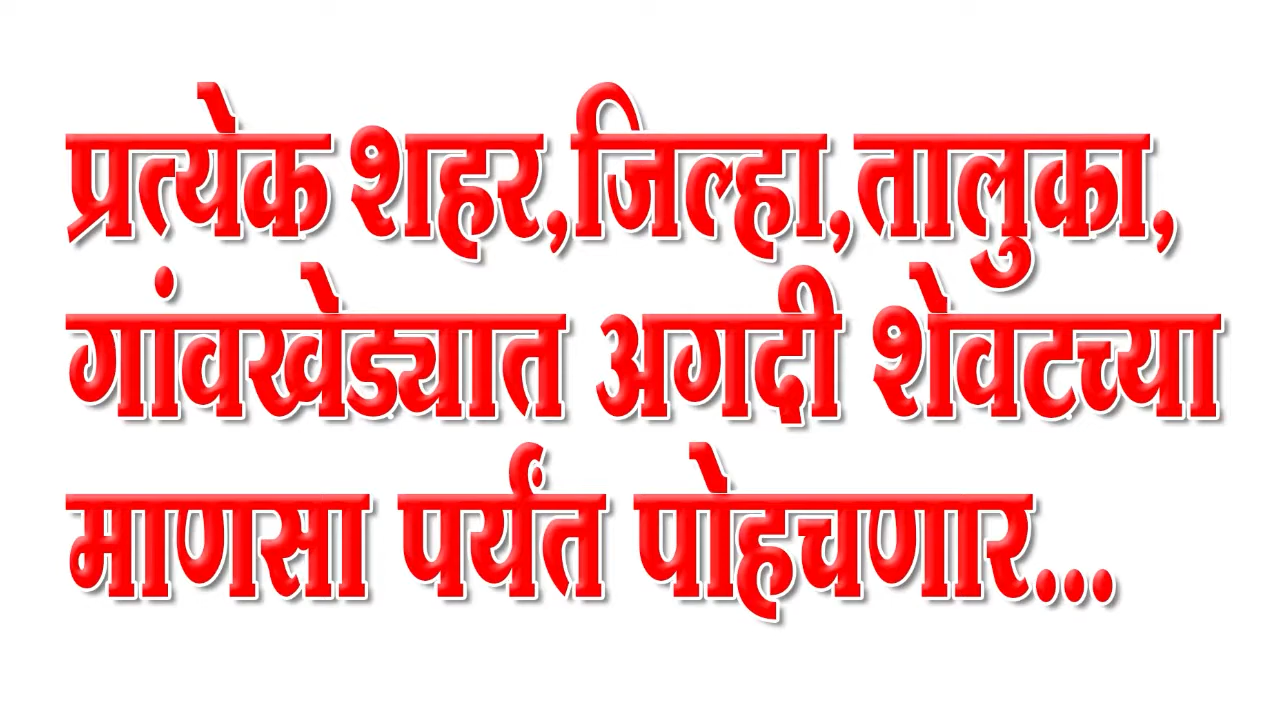 प्रत्येक शहर,जिल्हा,तालुका,
गांवखेड्यात अगदी शेवटच्या
माणसा पर्यंत पोहचणार...